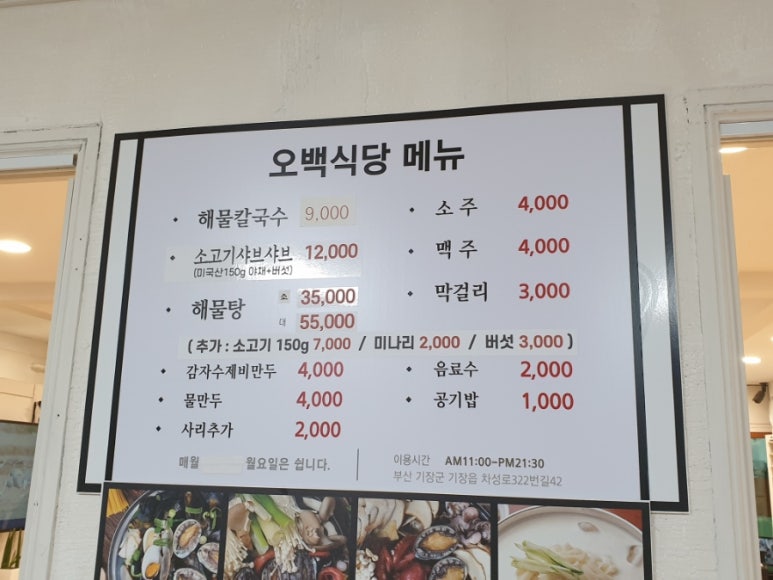 오백식당 메뉴
해물칼국수 9,000
소고기샤브샤브 12,000
(미국산150g 야채+버섯)
해물탕 소 35,000
대 55,000
소주 4,000
맥주 4,000
막걸리 3,000
( 추가 : 소고기 150g 7,000 / 미나리 2,000 / 버섯 3,000 )
감자수제비만두 4,000
물만두 4,000
사리추가 2,000
음료수 2,000
공기밥 1,000
매월 월요일은 쉽니다.
이용시간 AM11:00-PM21:30
부산 기장군 기장읍 차성로322번길42